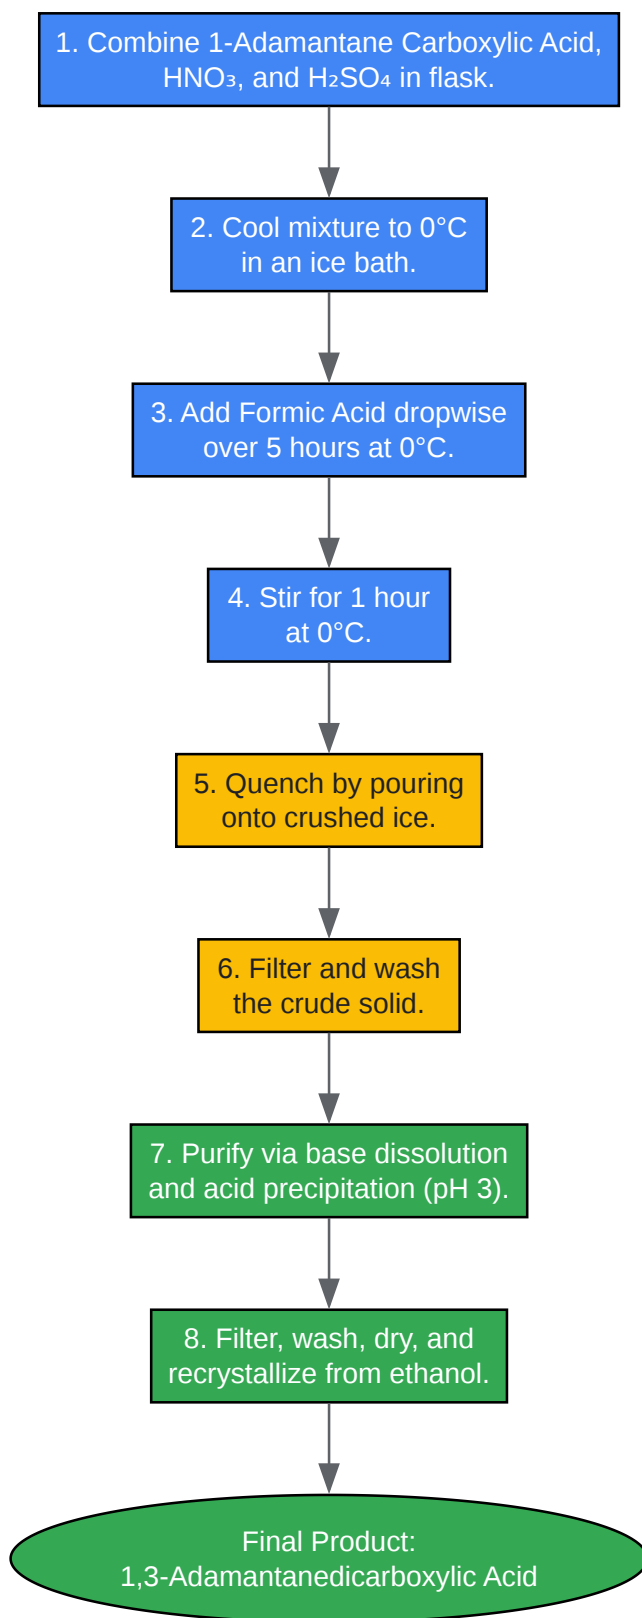 1. Combine 1-Adamantane Carboxylic Acid,
HNO₃, and H₂SO₄ in flask.
2. Cool mixture to 0°C
in an ice bath.
3. Add Formic Acid dropwise
over 5 hours at 0°C.
4. Stir for 1 hour
at 0°C.
5. Quench by pouring
onto crushed ice.
6. Filter and wash
the crude solid.
7. Purify via base dissolution
and acid precipitation (pH 3).
8. Filter, wash, dry, and
recrystallize from ethanol.
Final Product:
1,3-Adamantanedicarboxylic Acid